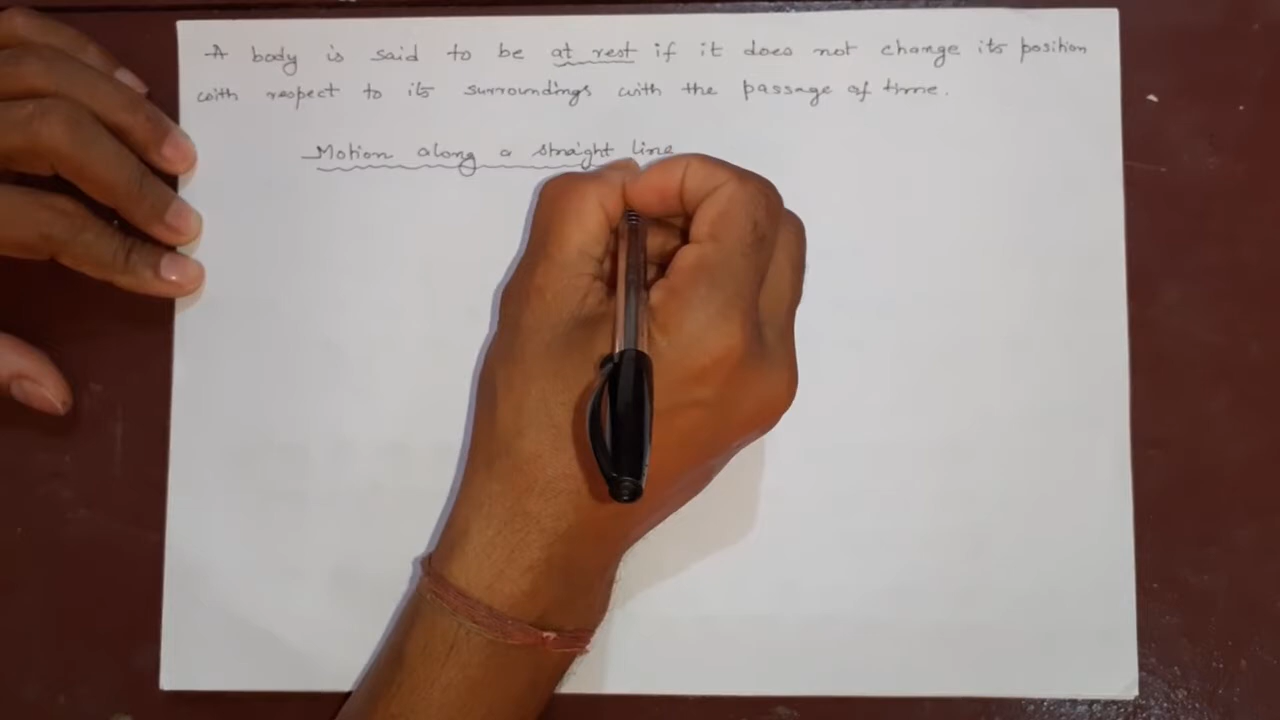 A body is said to be at rest if it does not change its position
with respect to its surroundings with the passage of time.
Motion along a straight line